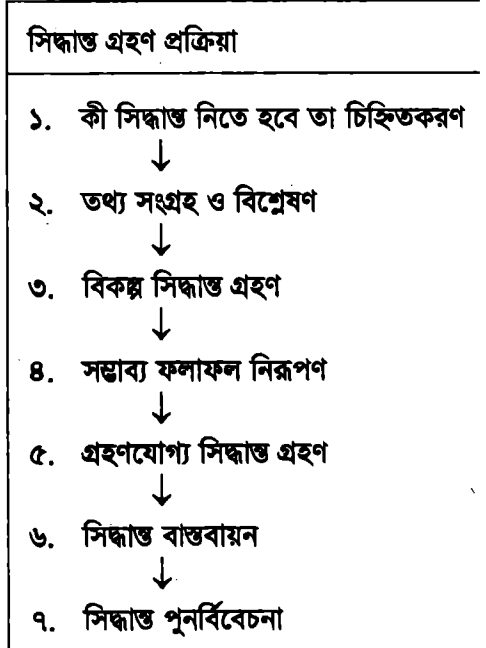 সিদ্ধান্ত গ্রহণ প্রক্রিয়া
১. কী সিদ্ধান্ত নিতে হবে তা চিহ্নিতকরণ
↓
২. তথ্য সংগ্রহ ও বিশ্লেষণ
↓
৩. বিকল্প সিদ্ধান্ত গ্রহণ
↓
৪. সম্ভাব্য ফলাফল নিরূপণ
↓
৫. গ্রহণযোগ্য সিদ্ধান্ত গ্রহণ
↓
৬. সিদ্ধান্ত বাস্তবায়ন
↓
৭. সিদ্ধান্ত পুনর্বিবেচনা